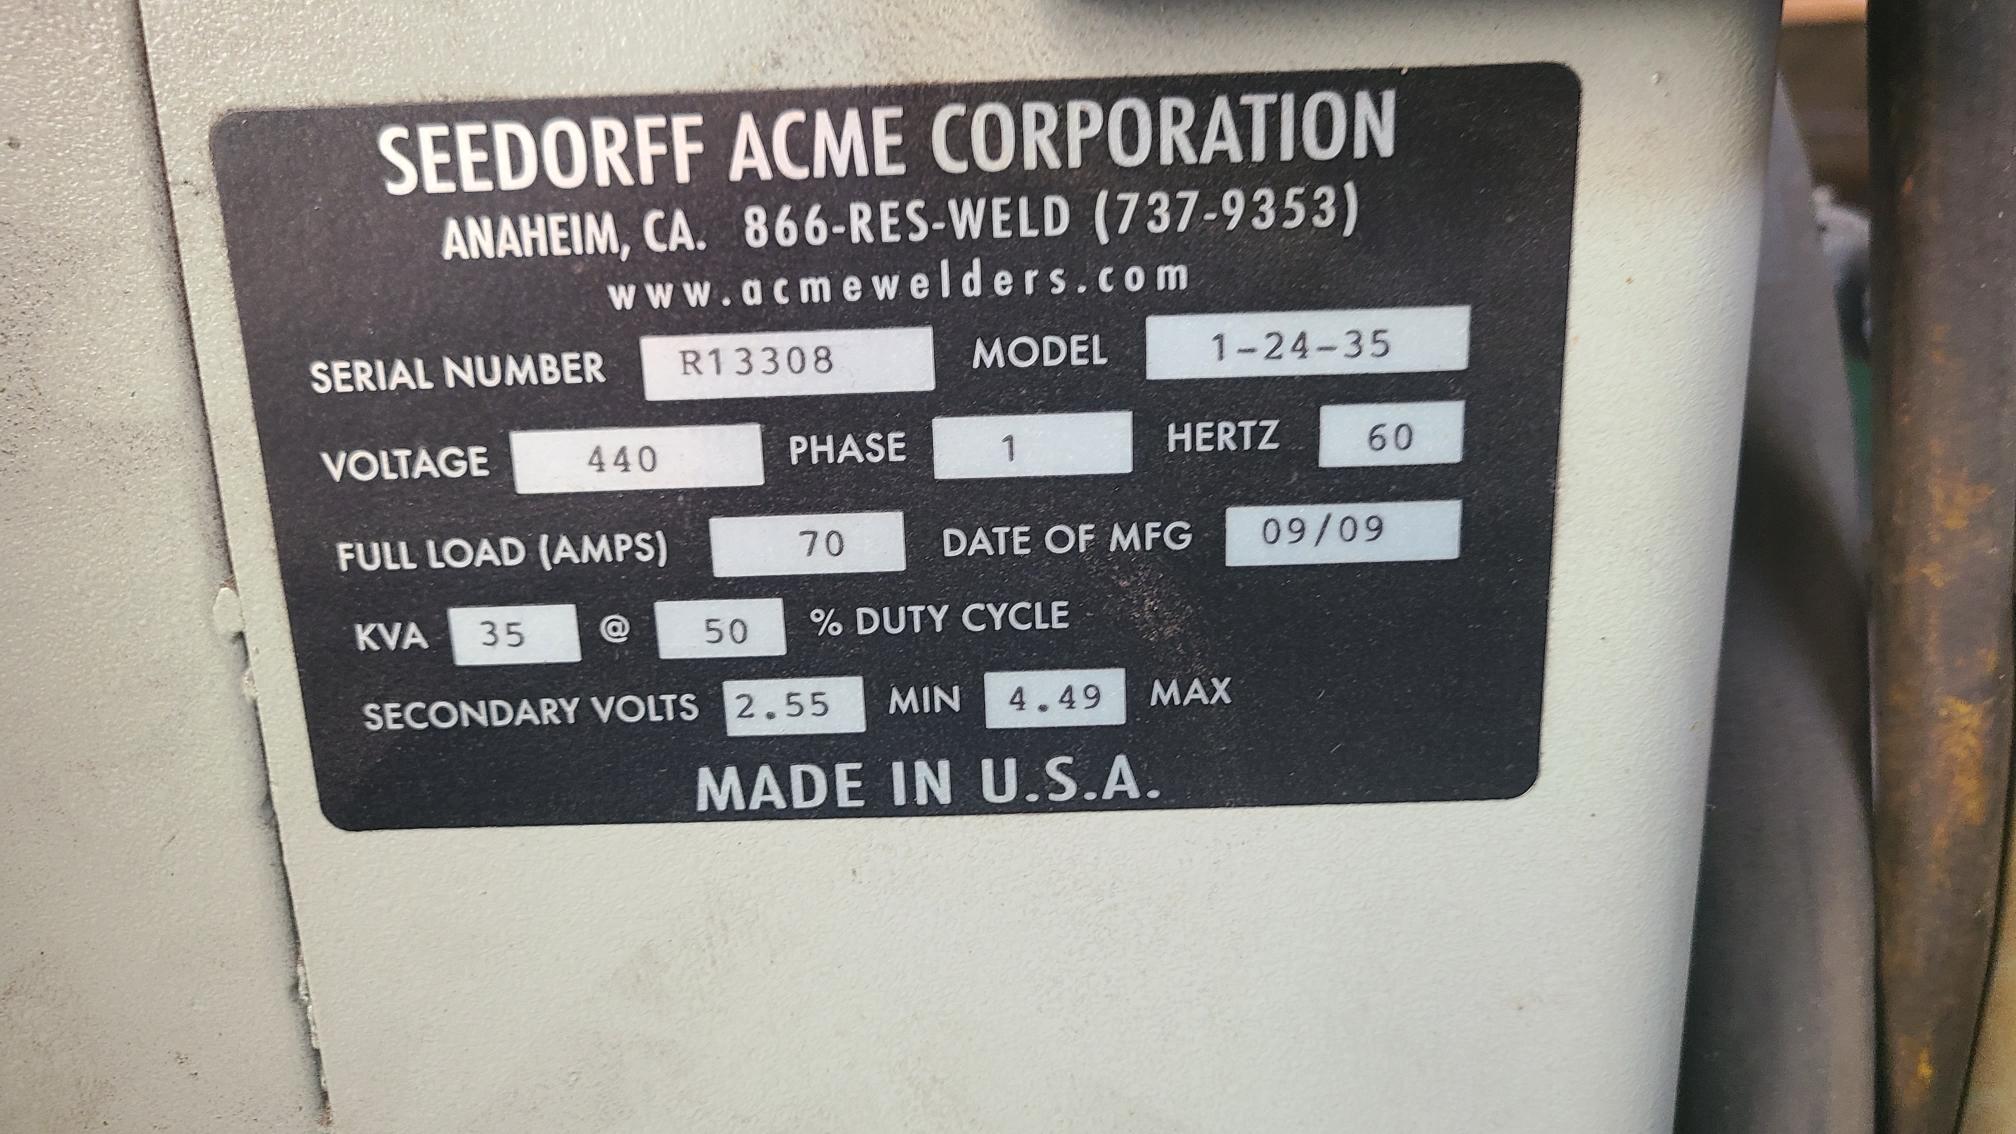 SEEDORFF ACME CORPORATION
ANAHEIM, CA. 866-RES-WELD (737-9353)
www.acmewelders.com
SERIAL NUMBER R13308 MODEL 1-24-35
VOLTAGE 440 PHASE 1 HERTZ 60
FULL LOAD (AMPS) 70 DATE OF MFG 09/09
KVA 35 @ 50 % DUTY CYCLE
SECONDARY VOLTS 2.55 MIN 4.49 MAX
MADE IN U.S.A.